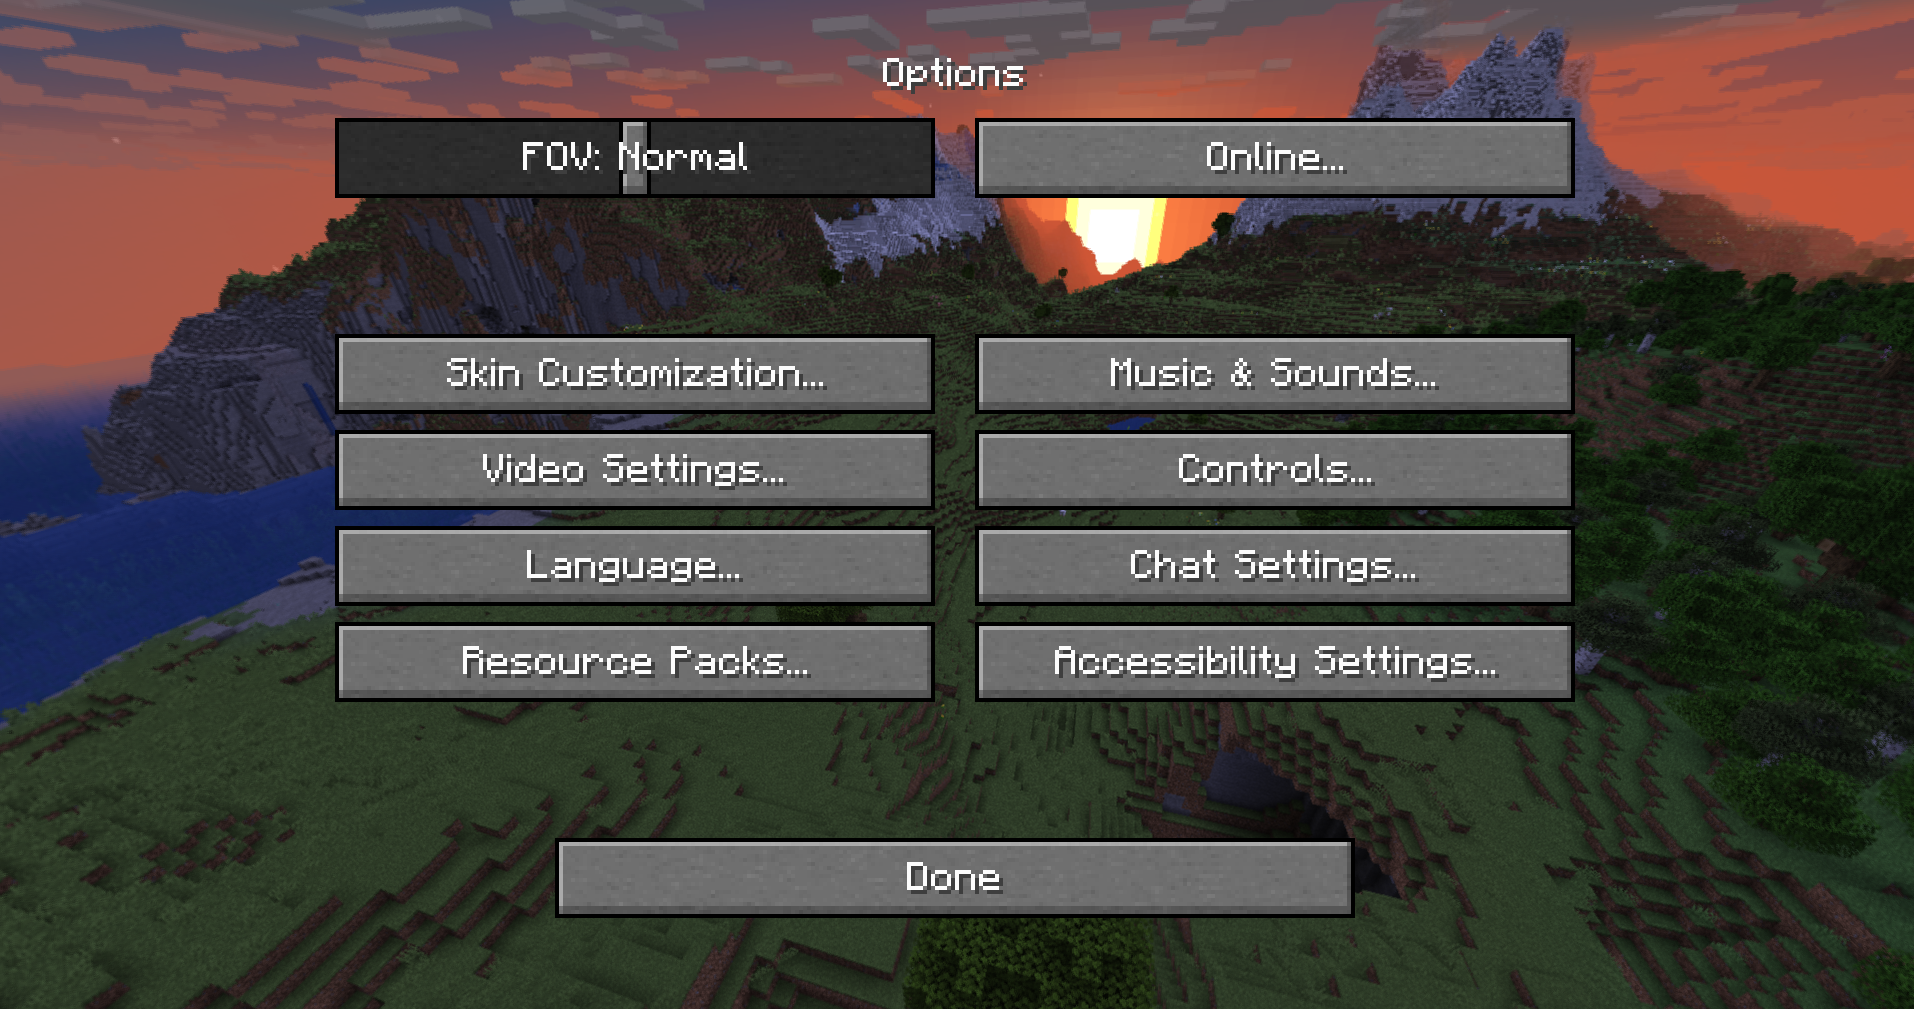 Options
FOV: Normal
Online...
Skin Customization...
Music & Sounds...
Video Settings...
Controls...
Language...
Chat Settings...
Resource Packs...
Accessibility Settings...
Done